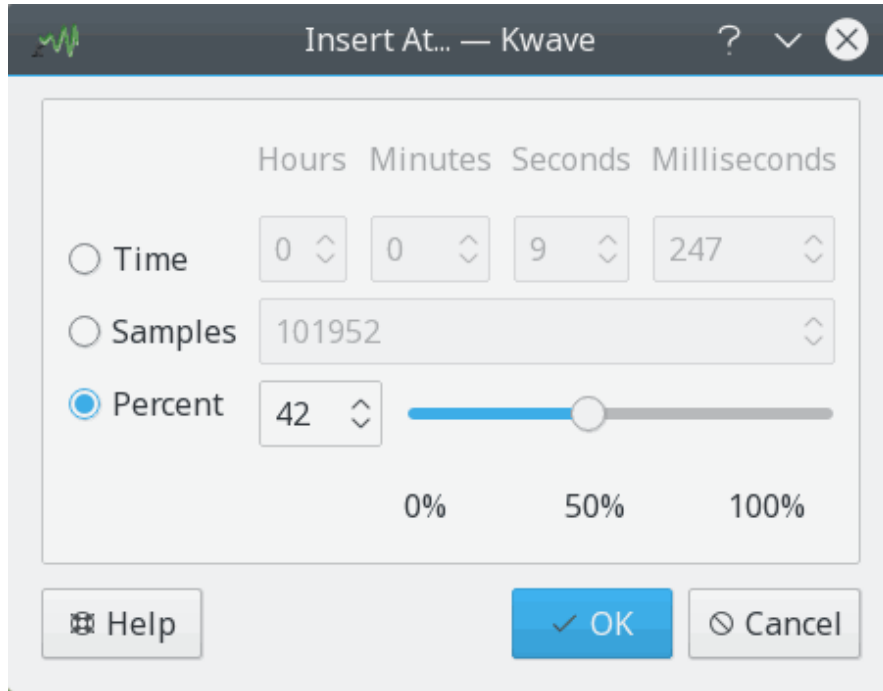 Insert At... — Kwave
Hours Minutes Seconds Milliseconds
Time 0 0 9 247
Samples 101952
Percent 42
0% 50% 100%
Help OK Cancel